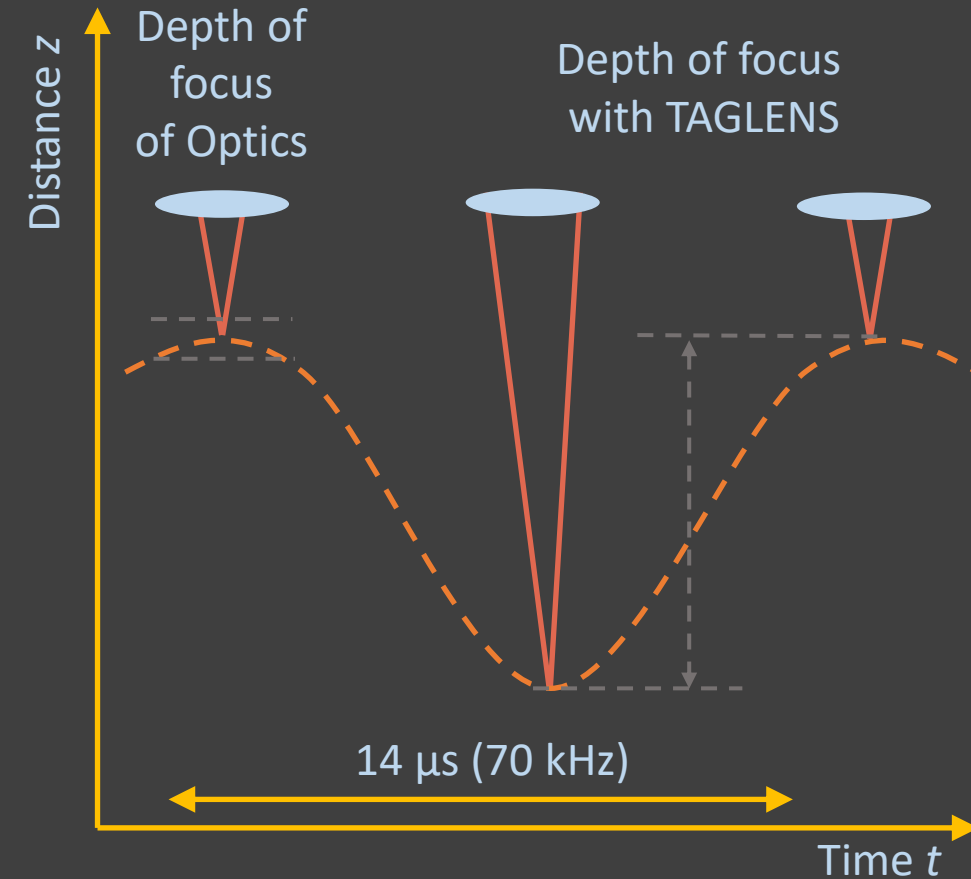 Distance z
Depth of
focus
of Optics
Depth of focus
with TAGLENS
14 µs (70 kHz)
Time t